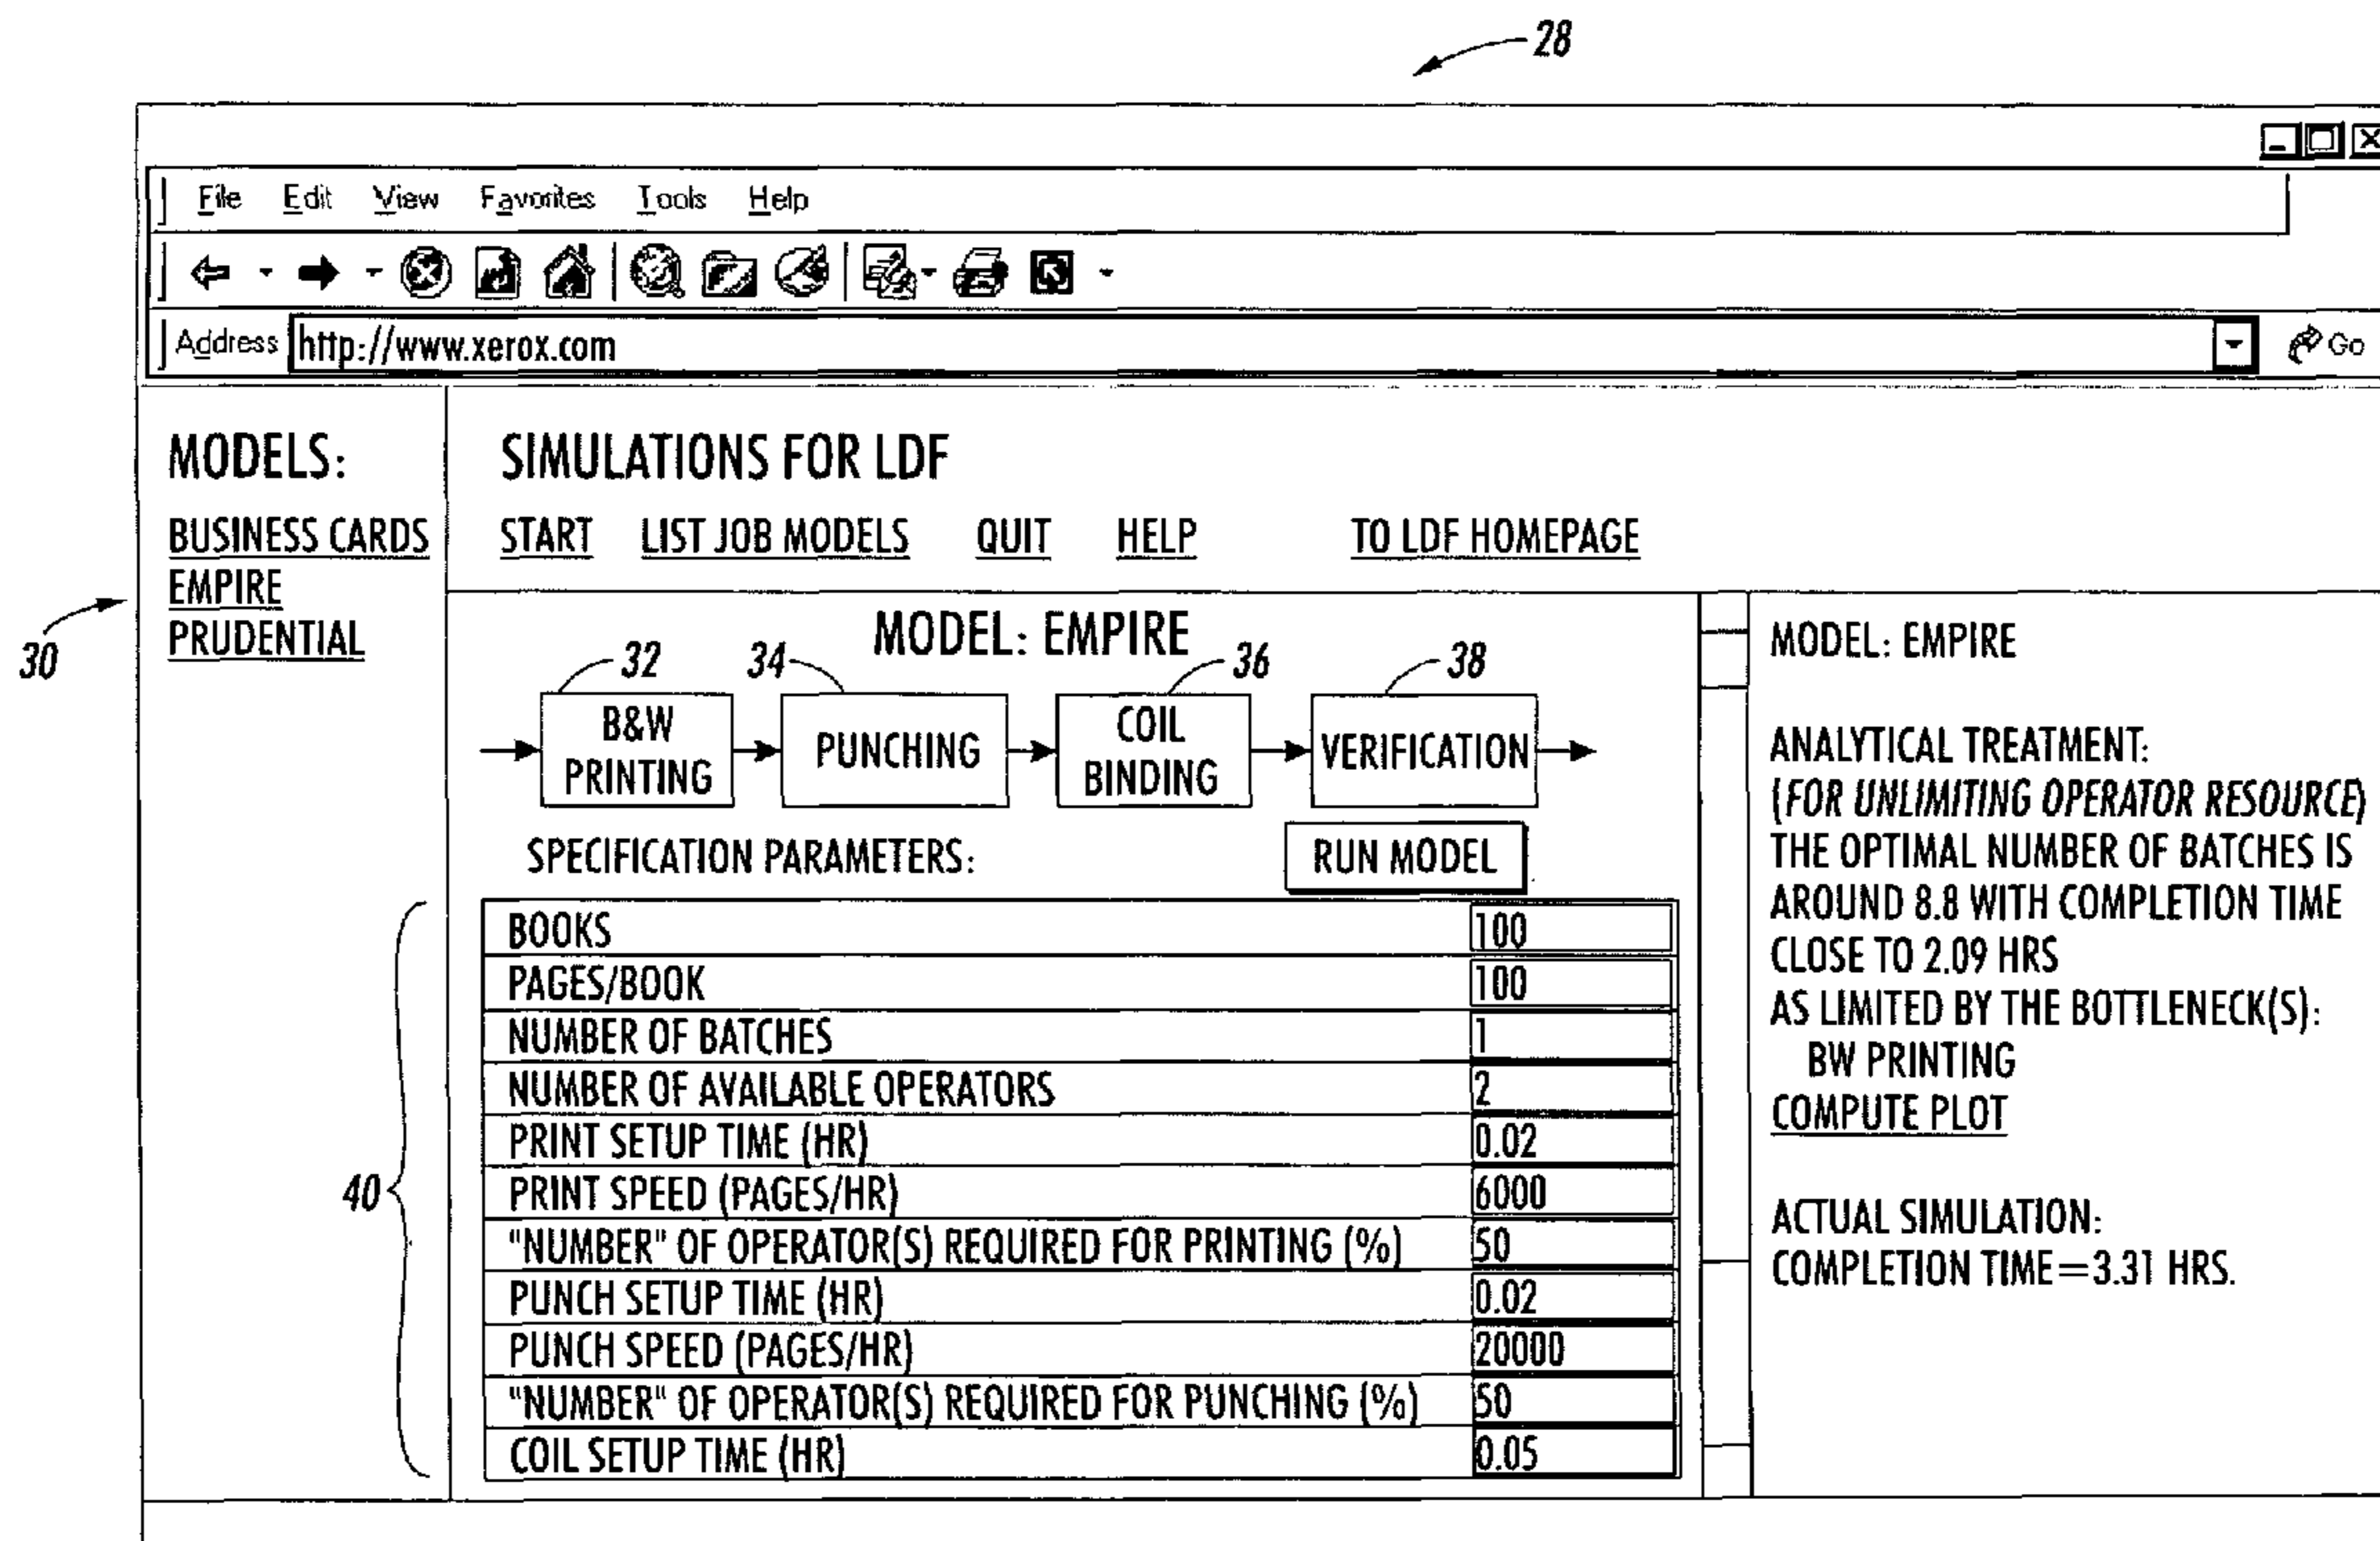 28
File Edit View Favorites Tools Help
Address http://www.xerox.com Go
MODELS:
BUSINESS CARDS
EMPIRE
PRUDENTIAL
30
SIMULATIONS FOR LDF
START LIST JOB MODELS QUIT HELP TO LDF HOMEPAGE
MODEL: EMPIRE
32 34 36 38
B&W
PRINTING
PUNCHING
COIL
BINDING
VERIFICATION
SPECIFICATION PARAMETERS: RUN MODEL
40
BOOKS 100
PAGES/BOOK 100
NUMBER OF BATCHES 1
NUMBER OF AVAILABLE OPERATORS 2
PRINT SETUP TIME (HR) 0.02
PRINT SPEED (PAGES/HR) 6000
"NUMBER" OF OPERATOR(S) REQUIRED FOR PRINTING (%) 50
PUNCH SETUP TIME (HR) 0.02
PUNCH SPEED (PAGES/HR) 20000
"NUMBER" OF OPERATOR(S) REQUIRED FOR PUNCHING (%) 50
COIL SETUP TIME (HR) 0.05
MODEL: EMPIRE
ANALYTICAL TREATMENT:
(FOR UNLIMITING OPERATOR RESOURCE)
THE OPTIMAL NUMBER OF BATCHES IS
AROUND 8.8 WITH COMPLETION TIME
CLOSE TO 2.09 HRS
AS LIMITED BY THE BOTTLENECK(S):
BW PRINTING
COMPUTE PLOT
ACTUAL SIMULATION:
COMPLETION TIME=3.31 HRS.